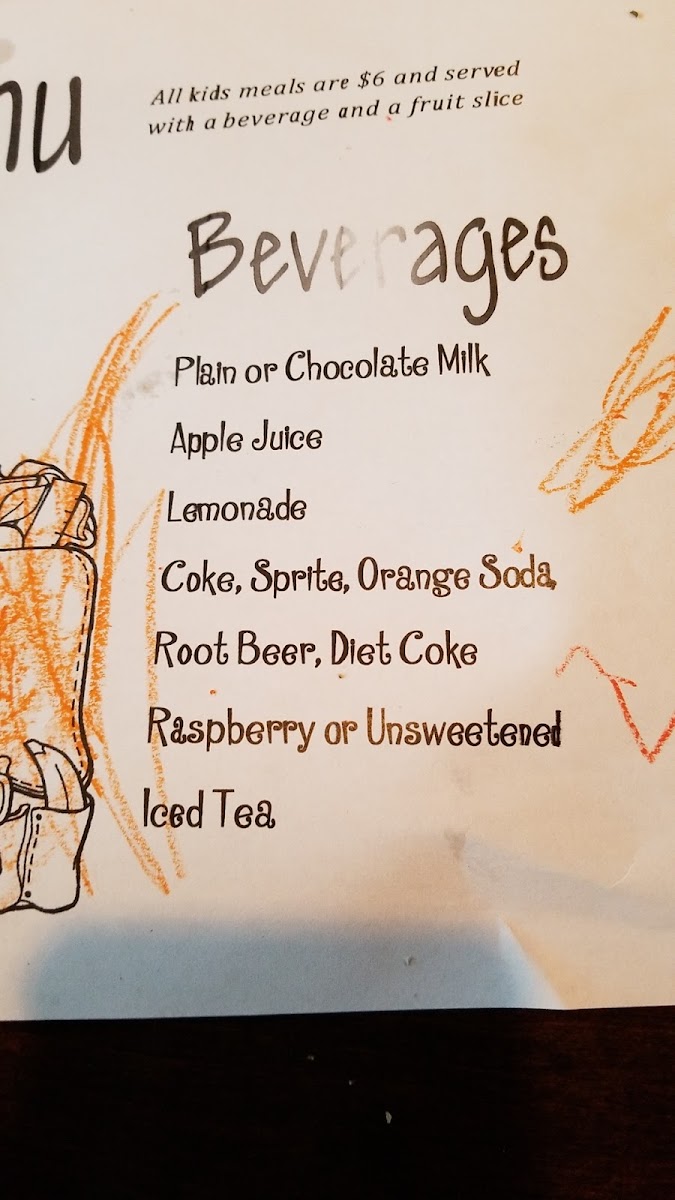 All kids meals are $6 and served
with a beverage and a fruit slice
Beverages
Plain or Chocolate Milk
Apple Juice
Lemonade
Coke, Sprite, Orange Soda,
Root Beer, Diet Coke
Raspberry or Unsweetened
Iced Tea